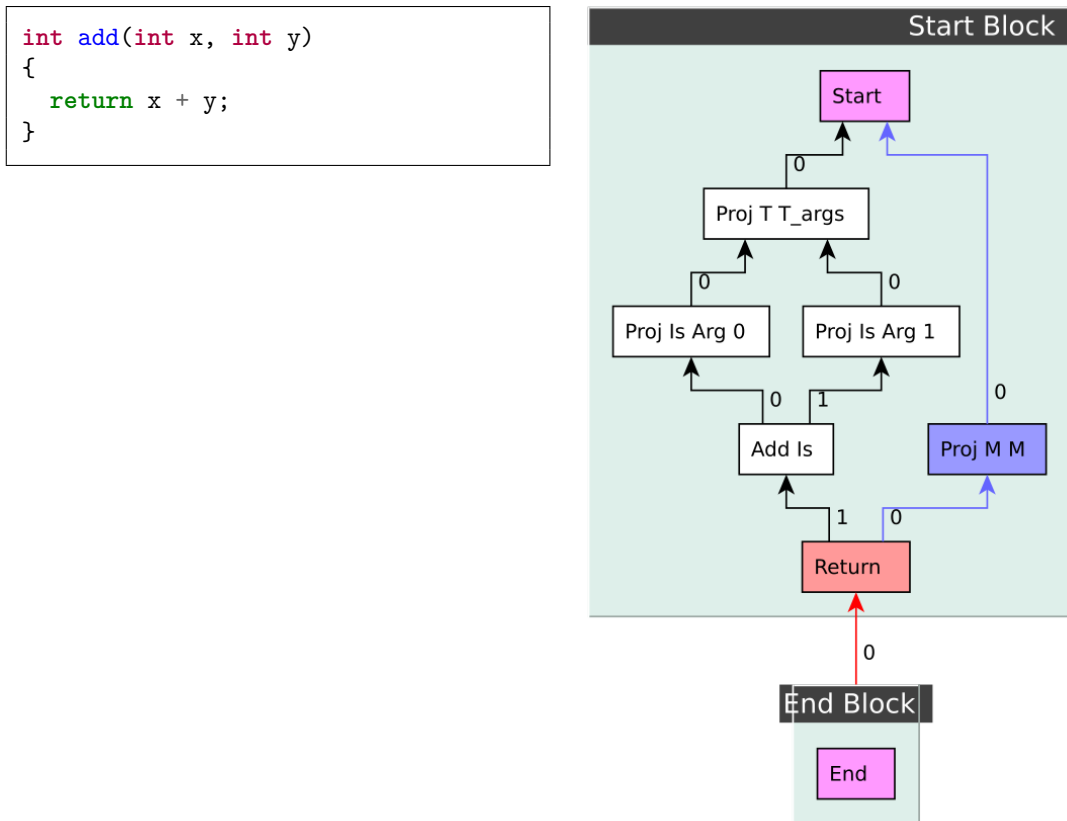 int add(int x, int y)
{
  return x + y;
}
Start Block
Start
0
Proj T T_args
0
0
Proj Is Arg 0
Proj Is Arg 1
0
1
0
Add Is
Proj M M
1
0
Return
0
End Block
End